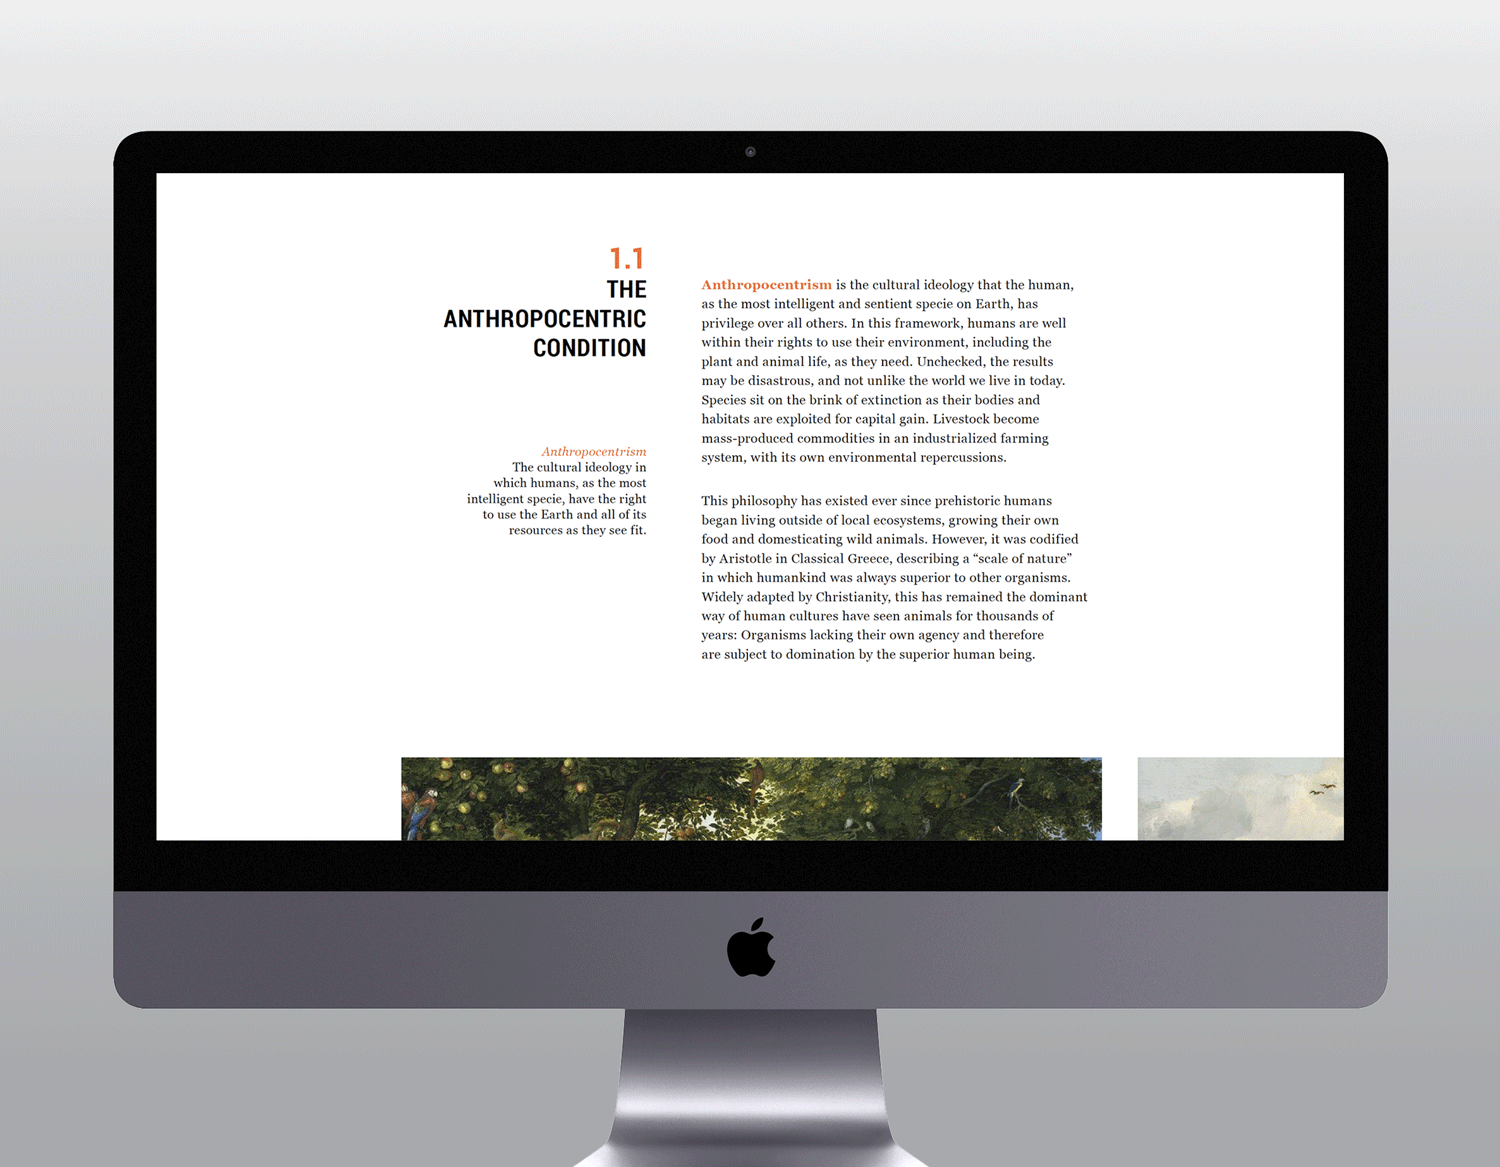 1.1
THE
ANTHROPOCENTRIC
CONDITION
Anthropocentrism
The cultural ideology in
which humans, as the most
intelligent specie, have the right
to use the Earth and all of its
resources as they see fit.
Anthropocentrism is the cultural ideology that the human,
as the most intelligent and sentient specie on Earth, has
privilege over all others. In this framework, humans are well
within their rights to use their environment, including the
plant and animal life, as they need. Unchecked, the results
may be disastrous, and not unlike the world we live in today.
Species sit on the brink of extinction as their bodies and
habitats are exploited for capital gain. Livestock become
mass-produced commodities in an industrialized farming
system, with its own environmental repercussions.
This philosophy has existed ever since prehistoric humans
began living outside of local ecosystems, growing their own
food and domesticating wild animals. However, it was codified
by Aristotle in Classical Greece, describing a “scale of nature”
in which humankind was always superior to other organisms.
Widely adapted by Christianity, this has remained the dominant
way of human cultures have seen animals for thousands of
years: Organisms lacking their own agency and therefore
are subject to domination by the superior human being.